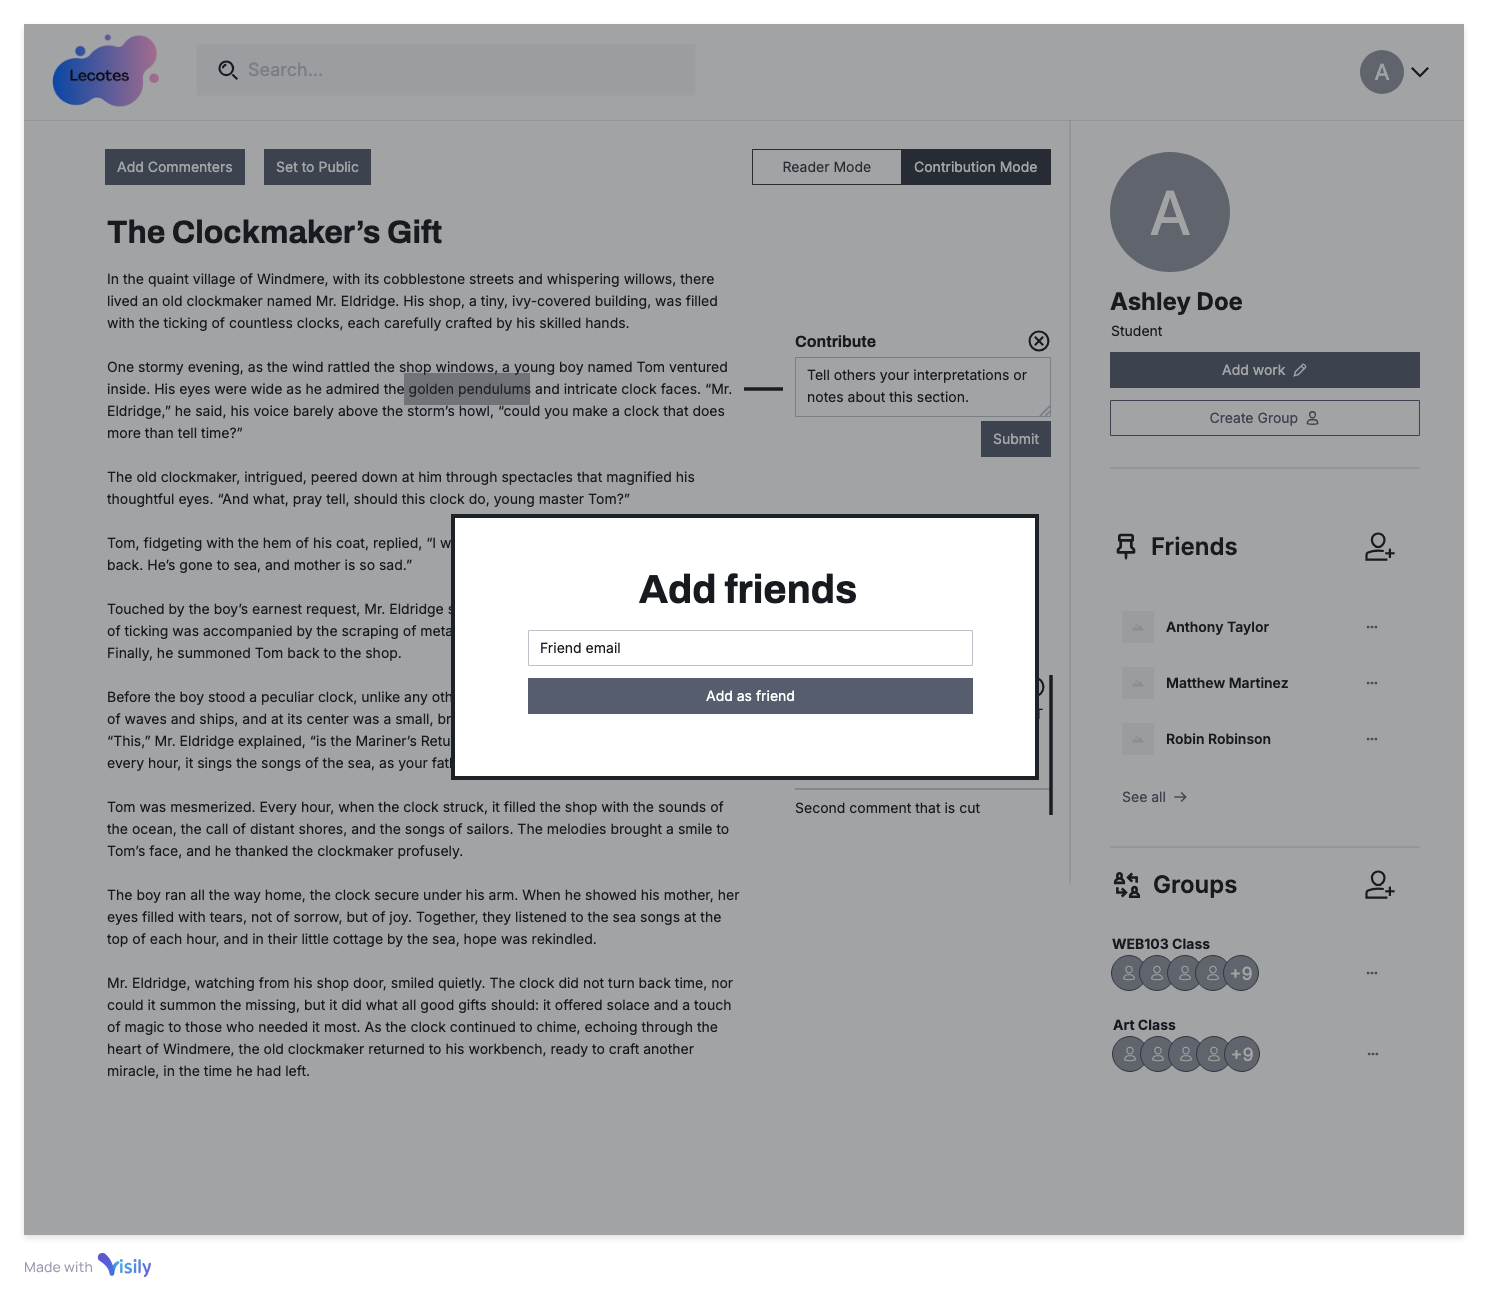 Lecotes
Search...
A
Add Commenters
Set to Public
Reader Mode
Contribution Mode
The Clockmaker’s Gift
In the quaint village of Windmere, with its cobblestone streets and whispering willows, there
lived an old clockmaker named Mr. Eldridge. His shop, a tiny, ivy-covered building, was filled
with the ticking of countless clocks, each carefully crafted by his skilled hands.
One stormy evening, as the wind rattled the shop windows, a young boy named Tom ventured
inside. His eyes were wide as he admired the golden pendulums and intricate clock faces. “Mr.
Eldridge,” he said, his voice barely above the storm’s howl, “could you make a clock that does
more than tell time?”
The old clockmaker, intrigued, peered down at him through spectacles that magnified his
thoughtful eyes. “And what, pray tell, should this clock do, young master Tom?”
Tom, fidgeting with the hem of his coat, replied, “I w
back. He’s gone to sea, and mother is so sad.”
Touched by the boy’s earnest request, Mr. Eldridge s
of ticking was accompanied by the scraping of meta
Finally, he summoned Tom back to the shop.
Before the boy stood a peculiar clock, unlike any oth
of waves and ships, and at its center was a small, br
“This,” Mr. Eldridge explained, “is the Mariner’s Retu
every hour, it sings the songs of the sea, as your fat
Tom was mesmerized. Every hour, when the clock struck, it filled the shop with the sounds of
the ocean, the call of distant shores, and the songs of sailors. The melodies brought a smile to
Tom’s face, and he thanked the clockmaker profusely.
The boy ran all the way home, the clock secure under his arm. When he showed his mother, her
eyes filled with tears, not of sorrow, but of joy. Together, they listened to the sea songs at the
top of each hour, and in their little cottage by the sea, hope was rekindled.
Mr. Eldridge, watching from his shop door, smiled quietly. The clock did not turn back time, nor
could it summon the missing, but it did what all good gifts should: it offered solace and a touch
of magic to those who needed it most. As the clock continued to chime, echoing through the
heart of Windmere, the old clockmaker returned to his workbench, ready to craft another
miracle, in the time he had left.
Contribute
Tell others your interpretations or
notes about this section.
Submit
Second comment that is cut
Add friends
Friend email
Add as friend
A
Ashley Doe
Student
Add work
Create Group
Friends
Anthony Taylor
Matthew Martinez
Robin Robinson
See all
Groups
WEB103 Class
+9
Art Class
+9
Made with Visily